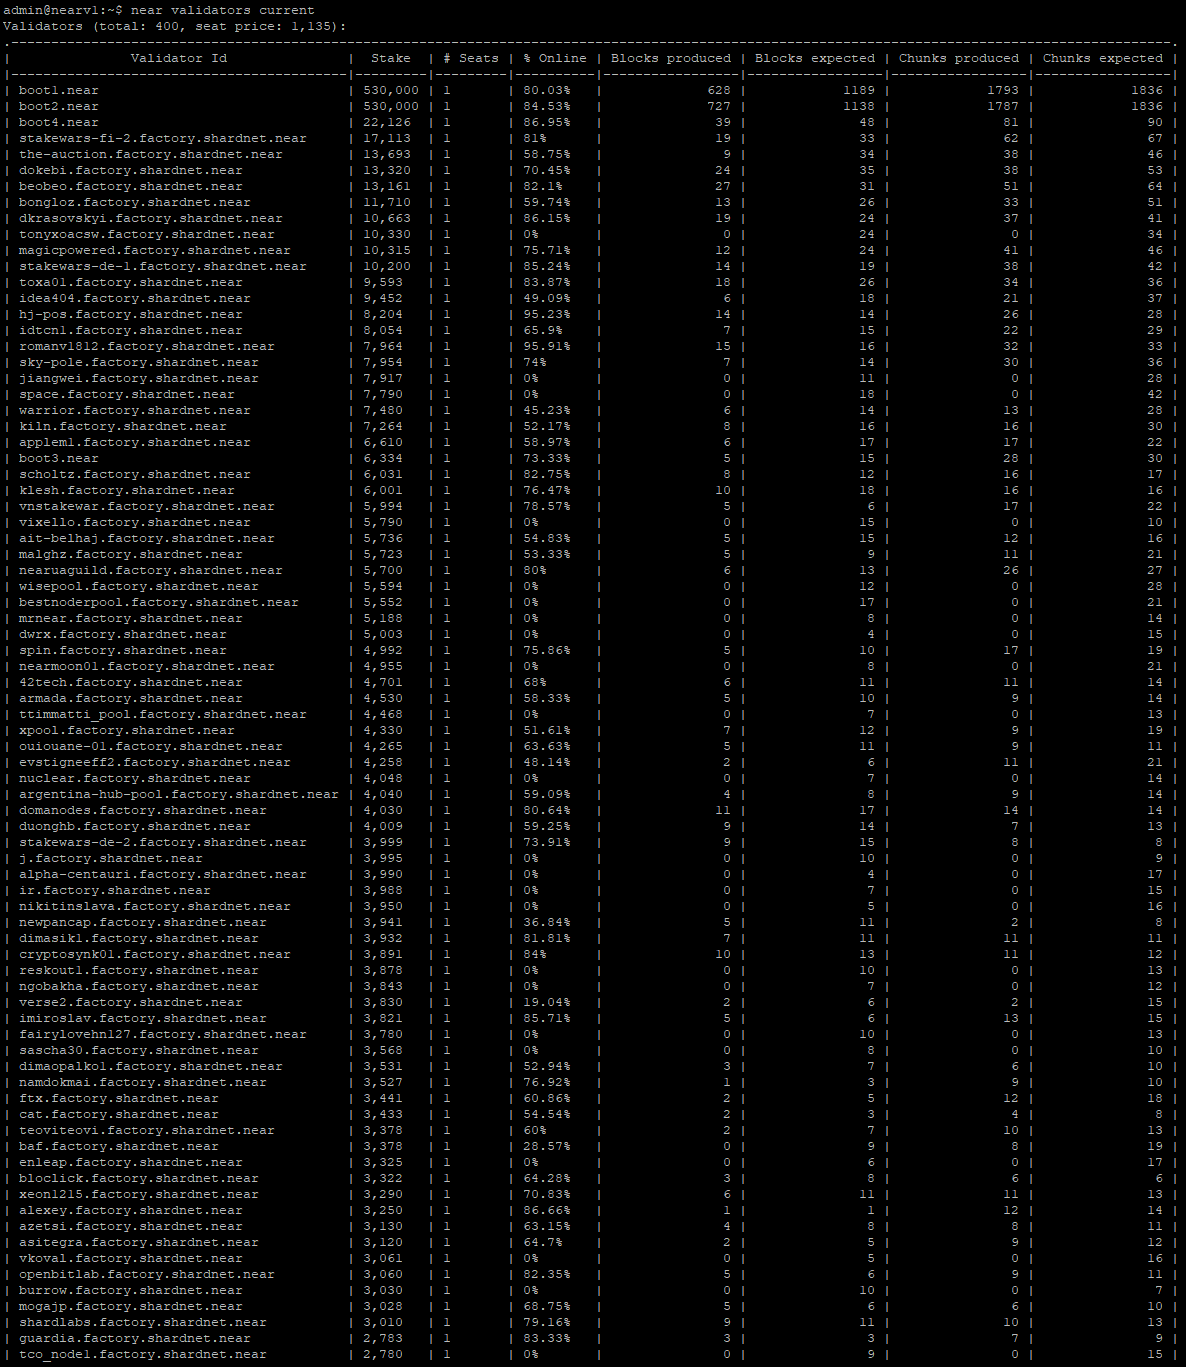 admin@nearv1:~$ near validators current
Validators (total: 400, seat price: 1,135):
| Validator Id | Stake | # Seats | % Online | Blocks produced | Blocks expected | Chunks produced | Chunks expected |
| boot1.near | 530,000 | 1 | 80.03% | 628 | 1189 | 1793 | 1836 |
| boot2.near | 530,000 | 1 | 84.53% | 727 | 1138 | 1787 | 1836 |
| boot4.near | 22,126 | 1 | 86.95% | 39 | 48 | 81 | 90 |
| stakewars-fi-2.factory.shardnet.near | 17,113 | 1 | 81% | 19 | 33 | 62 | 67 |
| the-auction.factory.shardnet.near | 13,693 | 1 | 58.75% | 9 | 34 | 38 | 46 |
| dokebi.factory.shardnet.near | 13,320 | 1 | 70.45% | 24 | 35 | 38 | 53 |
| beobeo.factory.shardnet.near | 13,161 | 1 | 82.1% | 27 | 31 | 51 | 64 |
| bongloz.factory.shardnet.near | 11,710 | 1 | 59.74% | 13 | 26 | 33 | 51 |
| dkrasovskyi.factory.shardnet.near | 10,663 | 1 | 86.15% | 19 | 24 | 37 | 41 |
| tonyxoacsw.factory.shardnet.near | 10,330 | 1 | 0% | 0 | 24 | 0 | 34 |
| magicpowered.factory.shardnet.near | 10,315 | 1 | 75.71% | 12 | 24 | 41 | 46 |
| stakewars-de-1.factory.shardnet.near | 10,200 | 1 | 85.24% | 14 | 19 | 38 | 42 |
| toxa01.factory.shardnet.near | 9,593 | 1 | 83.87% | 18 | 26 | 34 | 36 |
| idea404.factory.shardnet.near | 9,452 | 1 | 49.09% | 6 | 18 | 21 | 37 |
| hj-pos.factory.shardnet.near | 8,204 | 1 | 95.23% | 14 | 14 | 26 | 28 |
| idtcn1.factory.shardnet.near | 8,054 | 1 | 65.9% | 7 | 15 | 22 | 29 |
| romanv1812.factory.shardnet.near | 7,964 | 1 | 95.91% | 15 | 16 | 32 | 33 |
| sky-pole.factory.shardnet.near | 7,954 | 1 | 74% | 7 | 14 | 30 | 36 |
| jiangwei.factory.shardnet.near | 7,917 | 1 | 0% | 0 | 11 | 0 | 28 |
| space.factory.shardnet.near | 7,790 | 1 | 0% | 0 | 18 | 0 | 42 |
| warrior.factory.shardnet.near | 7,480 | 1 | 45.23% | 6 | 14 | 13 | 28 |
| kiln.factory.shardnet.near | 7,264 | 1 | 52.17% | 8 | 16 | 16 | 30 |
| appleml.factory.shardnet.near | 6,610 | 1 | 58.97% | 6 | 17 | 17 | 22 |
| boot3.near | 6,334 | 1 | 73.33% | 5 | 15 | 28 | 30 |
| scholtz.factory.shardnet.near | 6,031 | 1 | 82.75% | 8 | 12 | 16 | 17 |
| klesh.factory.shardnet.near | 6,001 | 1 | 76.47% | 10 | 18 | 16 | 16 |
| vnstakewar.factory.shardnet.near | 5,994 | 1 | 78.57% | 5 | 6 | 17 | 22 |
| vixello.factory.shardnet.near | 5,790 | 1 | 0% | 0 | 15 | 0 | 10 |
| ait-belhaj.factory.shardnet.near | 5,736 | 1 | 54.83% | 5 | 15 | 12 | 16 |
| malghz.factory.shardnet.near | 5,723 | 1 | 53.33% | 5 | 9 | 11 | 21 |
| nearuaguild.factory.shardnet.near | 5,700 | 1 | 80% | 6 | 13 | 26 | 27 |
| wisepool.factory.shardnet.near | 5,594 | 1 | 0% | 0 | 12 | 0 | 28 |
| bestnoderpool.factory.shardnet.near | 5,552 | 1 | 0% | 0 | 17 | 0 | 21 |
| mrnear.factory.shardnet.near | 5,188 | 1 | 0% | 0 | 8 | 0 | 14 |
| dwrx.factory.shardnet.near | 5,003 | 1 | 0% | 0 | 4 | 0 | 15 |
| spin.factory.shardnet.near | 4,992 | 1 | 75.86% | 5 | 10 | 17 | 19 |
| nearmoon01.factory.shardnet.near | 4,955 | 1 | 0% | 0 | 8 | 0 | 21 |
| 42tech.factory.shardnet.near | 4,701 | 1 | 68% | 6 | 11 | 11 | 14 |
| armada.factory.shardnet.near | 4,530 | 1 | 58.33% | 5 | 10 | 9 | 14 |
| ttimmatti_pool.factory.shardnet.near | 4,468 | 1 | 0% | 0 | 7 | 0 | 13 |
| xpool.factory.shardnet.near | 4,330 | 1 | 51.61% | 7 | 12 | 9 | 19 |
| ouiouane-01.factory.shardnet.near | 4,265 | 1 | 63.63% | 5 | 11 | 9 | 11 |
| evstigneeff2.factory.shardnet.near | 4,258 | 1 | 48.14% | 2 | 6 | 11 | 21 |
| nuclear.factory.shardnet.near | 4,048 | 1 | 0% | 0 | 7 | 0 | 14 |
| argentina-hub-pool.factory.shardnet.near | 4,040 | 1 | 59.09% | 4 | 8 | 9 | 14 |
| domanodes.factory.shardnet.near | 4,030 | 1 | 80.64% | 11 | 17 | 14 | 14 |
| duonghb.factory.shardnet.near | 4,009 | 1 | 59.25% | 9 | 14 | 7 | 13 |
| stakewars-de-2.factory.shardnet.near | 3,999 | 1 | 73.91% | 9 | 15 | 8 | 8 |
| j.factory.shardnet.near | 3,995 | 1 | 0% | 0 | 10 | 0 | 9 |
| alpha-centauri.factory.shardnet.near | 3,990 | 1 | 0% | 0 | 4 | 0 | 17 |
| ir.factory.shardnet.near | 3,988 | 1 | 0% | 0 | 7 | 0 | 15 |
| nikitinslava.factory.shardnet.near | 3,950 | 1 | 0% | 0 | 5 | 0 | 16 |
| newpancap.factory.shardnet.near | 3,941 | 1 | 36.84% | 5 | 11 | 2 | 8 |
| dimasik1.factory.shardnet.near | 3,932 | 1 | 81.81% | 7 | 11 | 11 | 11 |
| cryptosynk01.factory.shardnet.near | 3,891 | 1 | 84% | 10 | 13 | 11 | 12 |
| reskout1.factory.shardnet.near | 3,878 | 1 | 0% | 0 | 10 | 0 | 13 |
| ngobakha.factory.shardnet.near | 3,843 | 1 | 0% | 0 | 7 | 0 | 12 |
| verse2.factory.shardnet.near | 3,830 | 1 | 19.04% | 2 | 6 | 2 | 15 |
| imiroslav.factory.shardnet.near | 3,821 | 1 | 85.71% | 5 | 6 | 13 | 15 |
| fairylovehn127.factory.shardnet.near | 3,780 | 1 | 0% | 0 | 10 | 0 | 13 |
| sascha30.factory.shardnet.near | 3,568 | 1 | 0% | 0 | 8 | 0 | 10 |
| dimaopalko1.factory.shardnet.near | 3,531 | 1 | 52.94% | 3 | 7 | 6 | 10 |
| namdokmai.factory.shardnet.near | 3,527 | 1 | 76.92% | 1 | 3 | 9 | 10 |
| ftx.factory.shardnet.near | 3,441 | 1 | 60.86% | 2 | 5 | 12 | 18 |
| cat.factory.shardnet.near | 3,433 | 1 | 54.54% | 2 | 3 | 4 | 8 |
| teoviteovi.factory.shardnet.near | 3,378 | 1 | 60% | 2 | 7 | 10 | 13 |
| baf.factory.shardnet.near | 3,378 | 1 | 28.57% | 0 | 9 | 8 | 19 |
| enleap.factory.shardnet.near | 3,325 | 1 | 0% | 0 | 6 | 0 | 17 |
| bloclick.factory.shardnet.near | 3,322 | 1 | 64.28% | 3 | 8 | 6 | 6 |
| xeon1215.factory.shardnet.near | 3,290 | 1 | 70.83% | 6 | 11 | 11 | 13 |
| alexey.factory.shardnet.near | 3,250 | 1 | 86.66% | 1 | 1 | 12 | 14 |
| azetsi.factory.shardnet.near | 3,130 | 1 | 63.15% | 4 | 8 | 8 | 11 |
| asitegra.factory.shardnet.near | 3,120 | 1 | 64.7% | 2 | 5 | 9 | 12 |
| vkoval.factory.shardnet.near | 3,061 | 1 | 0% | 0 | 5 | 0 | 16 |
| openbitlab.factory.shardnet.near | 3,060 | 1 | 82.35% | 5 | 6 | 9 | 11 |
| burrow.factory.shardnet.near | 3,030 | 1 | 0% | 0 | 10 | 0 | 7 |
| mogajp.factory.shardnet.near | 3,028 | 1 | 68.75% | 5 | 6 | 6 | 10 |
| shardlabs.factory.shardnet.near | 3,010 | 1 | 79.16% | 9 | 11 | 10 | 13 |
| guardia.factory.shardnet.near | 2,783 | 1 | 83.33% | 3 | 3 | 7 | 9 |
| tco_node1.factory.shardnet.near | 2,780 | 1 | 0% | 0 | 9 | 0 | 15 |